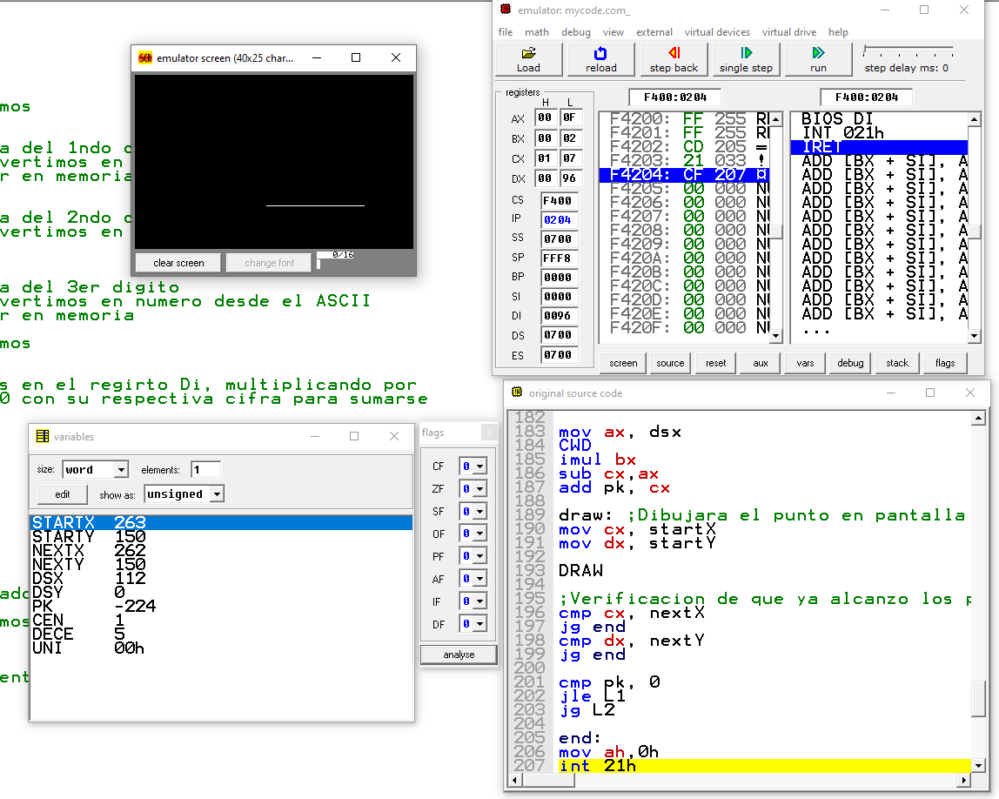 mos
a del 1ndo d
vertimos en
r en memoria
a del 2ndo d
vertimos en
a del 3er digito
vertimos en numero desde el ASCII
r en memoria
mos
s en el regirto Di, multiplicando por
0 con su respectiva cifra para sumarse
ado
mos
ent
emulator screen (40x25 char...
clear screen
change font
0/16
emulator: mycode.com_
file math debug view external virtual devices virtual drive help
Load reload step back single step run step delay ms: 0
registers
F400:0204 F400:0204
H L
AX 00 0F
BX 00 02
CX 01 07
DX 00 96
CS F400
IP 0204
SS 0700
SP FFF8
BP 0000
SI 0000
DI 0096
DS 0700
ES 0700
F4200: FF 255 RE
F4201: FF 255 RE
F4202: CD 205 =
F4203: 21 033 !
F4204: CF 207 ¤
F4205: 00 000 NU
F4206: 00 000 NU
F4207: 00 000 NU
F4208: 00 000 NU
F4209: 00 000 NU
F420A: 00 000 NU
F420B: 00 000 NU
F420C: 00 000 NU
F420D: 00 000 NU
F420E: 00 000 NU
F420F: 00 000 NU
BIOS DI
INT 021h
IRET
ADD [BX + SI], A
ADD [BX + SI], A
ADD [BX + SI], A
ADD [BX + SI], A
ADD [BX + SI], A
ADD [BX + SI], A
ADD [BX + SI], A
ADD [BX + SI], A
ADD [BX + SI], A
ADD [BX + SI], A
ADD [BX + SI], A
ADD [BX + SI], A
...
screen source reset aux vars debug stack flags
variables
size: word elements: 1
edit show as: unsigned
STARTX 263
STARTY 150
NEXTX 262
NEXTY 150
DSX 112
DSY 0
PK -224
CEN 1
DECE 5
UNI 00h
flags
CF 0
ZF 0
SF 0
OF 0
PF 0
AF 0
IF 0
DF 0
analyse
original source code
182
183 mov ax, dsx
184 CWD
185 imul bx
186 sub cx,ax
187 add pk, cx
188
189 draw: ;Dibujara el punto en pantalla
190 mov cx, startX
191 mov dx, startY
192
193 DRAW
194
195 ;Verificacion de que ya alcanzo los p
196 cmp cx, nextX
197 jg end
198 cmp dx, nextY
199 jg end
200
201 cmp pk, 0
202 jle L1
203 jg L2
204
205 end:
206 mov ah,0h
207 int 21h